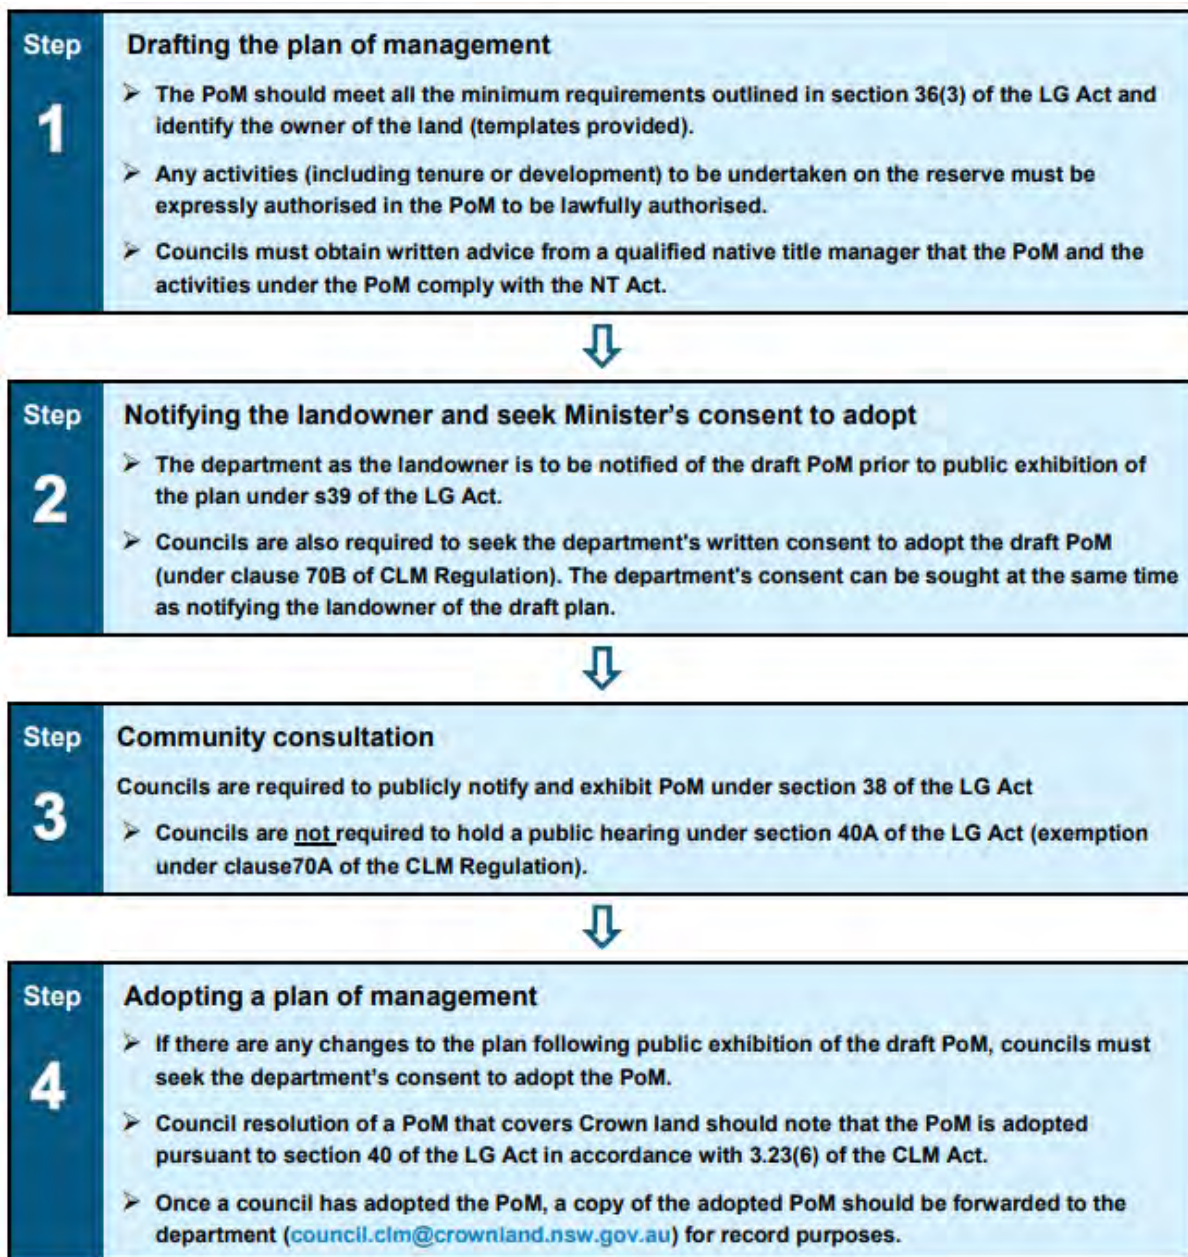 Step
1
Drafting the plan of management
➢ The PoM should meet all the minimum requirements outlined in section 36(3) of the LG Act and
identify the owner of the land (templates provided).
➢ Any activities (including tenure or development) to be undertaken on the reserve must be
expressly authorised in the PoM to be lawfully authorised.
➢ Councils must obtain written advice from a qualified native title manager that the PoM and the
activities under the PoM comply with the NT Act.
Step
2
Notifying the landowner and seek Minister's consent to adopt
➢ The department as the landowner is to be notified of the draft PoM prior to public exhibition of
the plan under s39 of the LG Act.
➢ Councils are also required to seek the department's written consent to adopt the draft PoM
(under clause 70B of CLM Regulation). The department's consent can be sought at the same time
as notifying the landowner of the draft plan.
Step
3
Community consultation
Councils are required to publicly notify and exhibit PoM under section 38 of the LG Act
➢ Councils are not required to hold a public hearing under section 40A of the LG Act (exemption
under clause70A of the CLM Regulation).
Step
4
Adopting a plan of management
➢ If there are any changes to the plan following public exhibition of the draft PoM, councils must
seek the department's consent to adopt the PoM.
➢ Council resolution of a PoM that covers Crown land should note that the PoM is adopted
pursuant to section 40 of the LG Act in accordance with 3.23(6) of the CLM Act.
➢ Once a council has adopted the PoM, a copy of the adopted PoM should be forwarded to the
department (council.clm@crownland.nsw.gov.au) for record purposes.